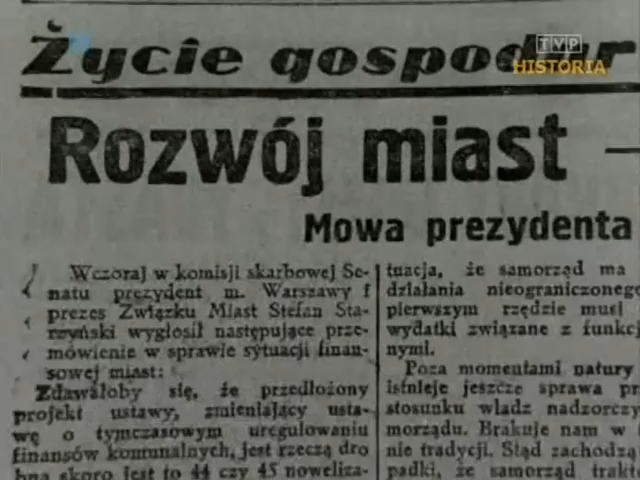 Życie gospodar
TVP
HISTORIA
Rozwój miast —
Mowa prezydenta
Wczoraj w komisji skarbowej Se-
natu prezydent m. Warszawy i
prezes Związku Miast Stefan Sta-
rzyński wygłosił następujące prze-
mówienie w sprawie sytuacji finan-
sowej miast:
Zdawałoby się, że przedłożony
projekt ustawy, zmieniający usta-
wę o tymczasowym uregulowaniu
finansów komunalnych, jest rzeczą dro
bną skoro jest to 44 czy 45 noweliza-
tuacja, że samorząd ma
działania nieograniczonego
pierwszym rzędzie musi
wydatki związane z funkcj
nymi.
Poza momentami natury
istnieje jeszcze sprawa pr
stosunku władz nadzorczy
morządu. Brakuje nam w
nie tradycji. Stąd zachodzą
padki, że samorząd trakt